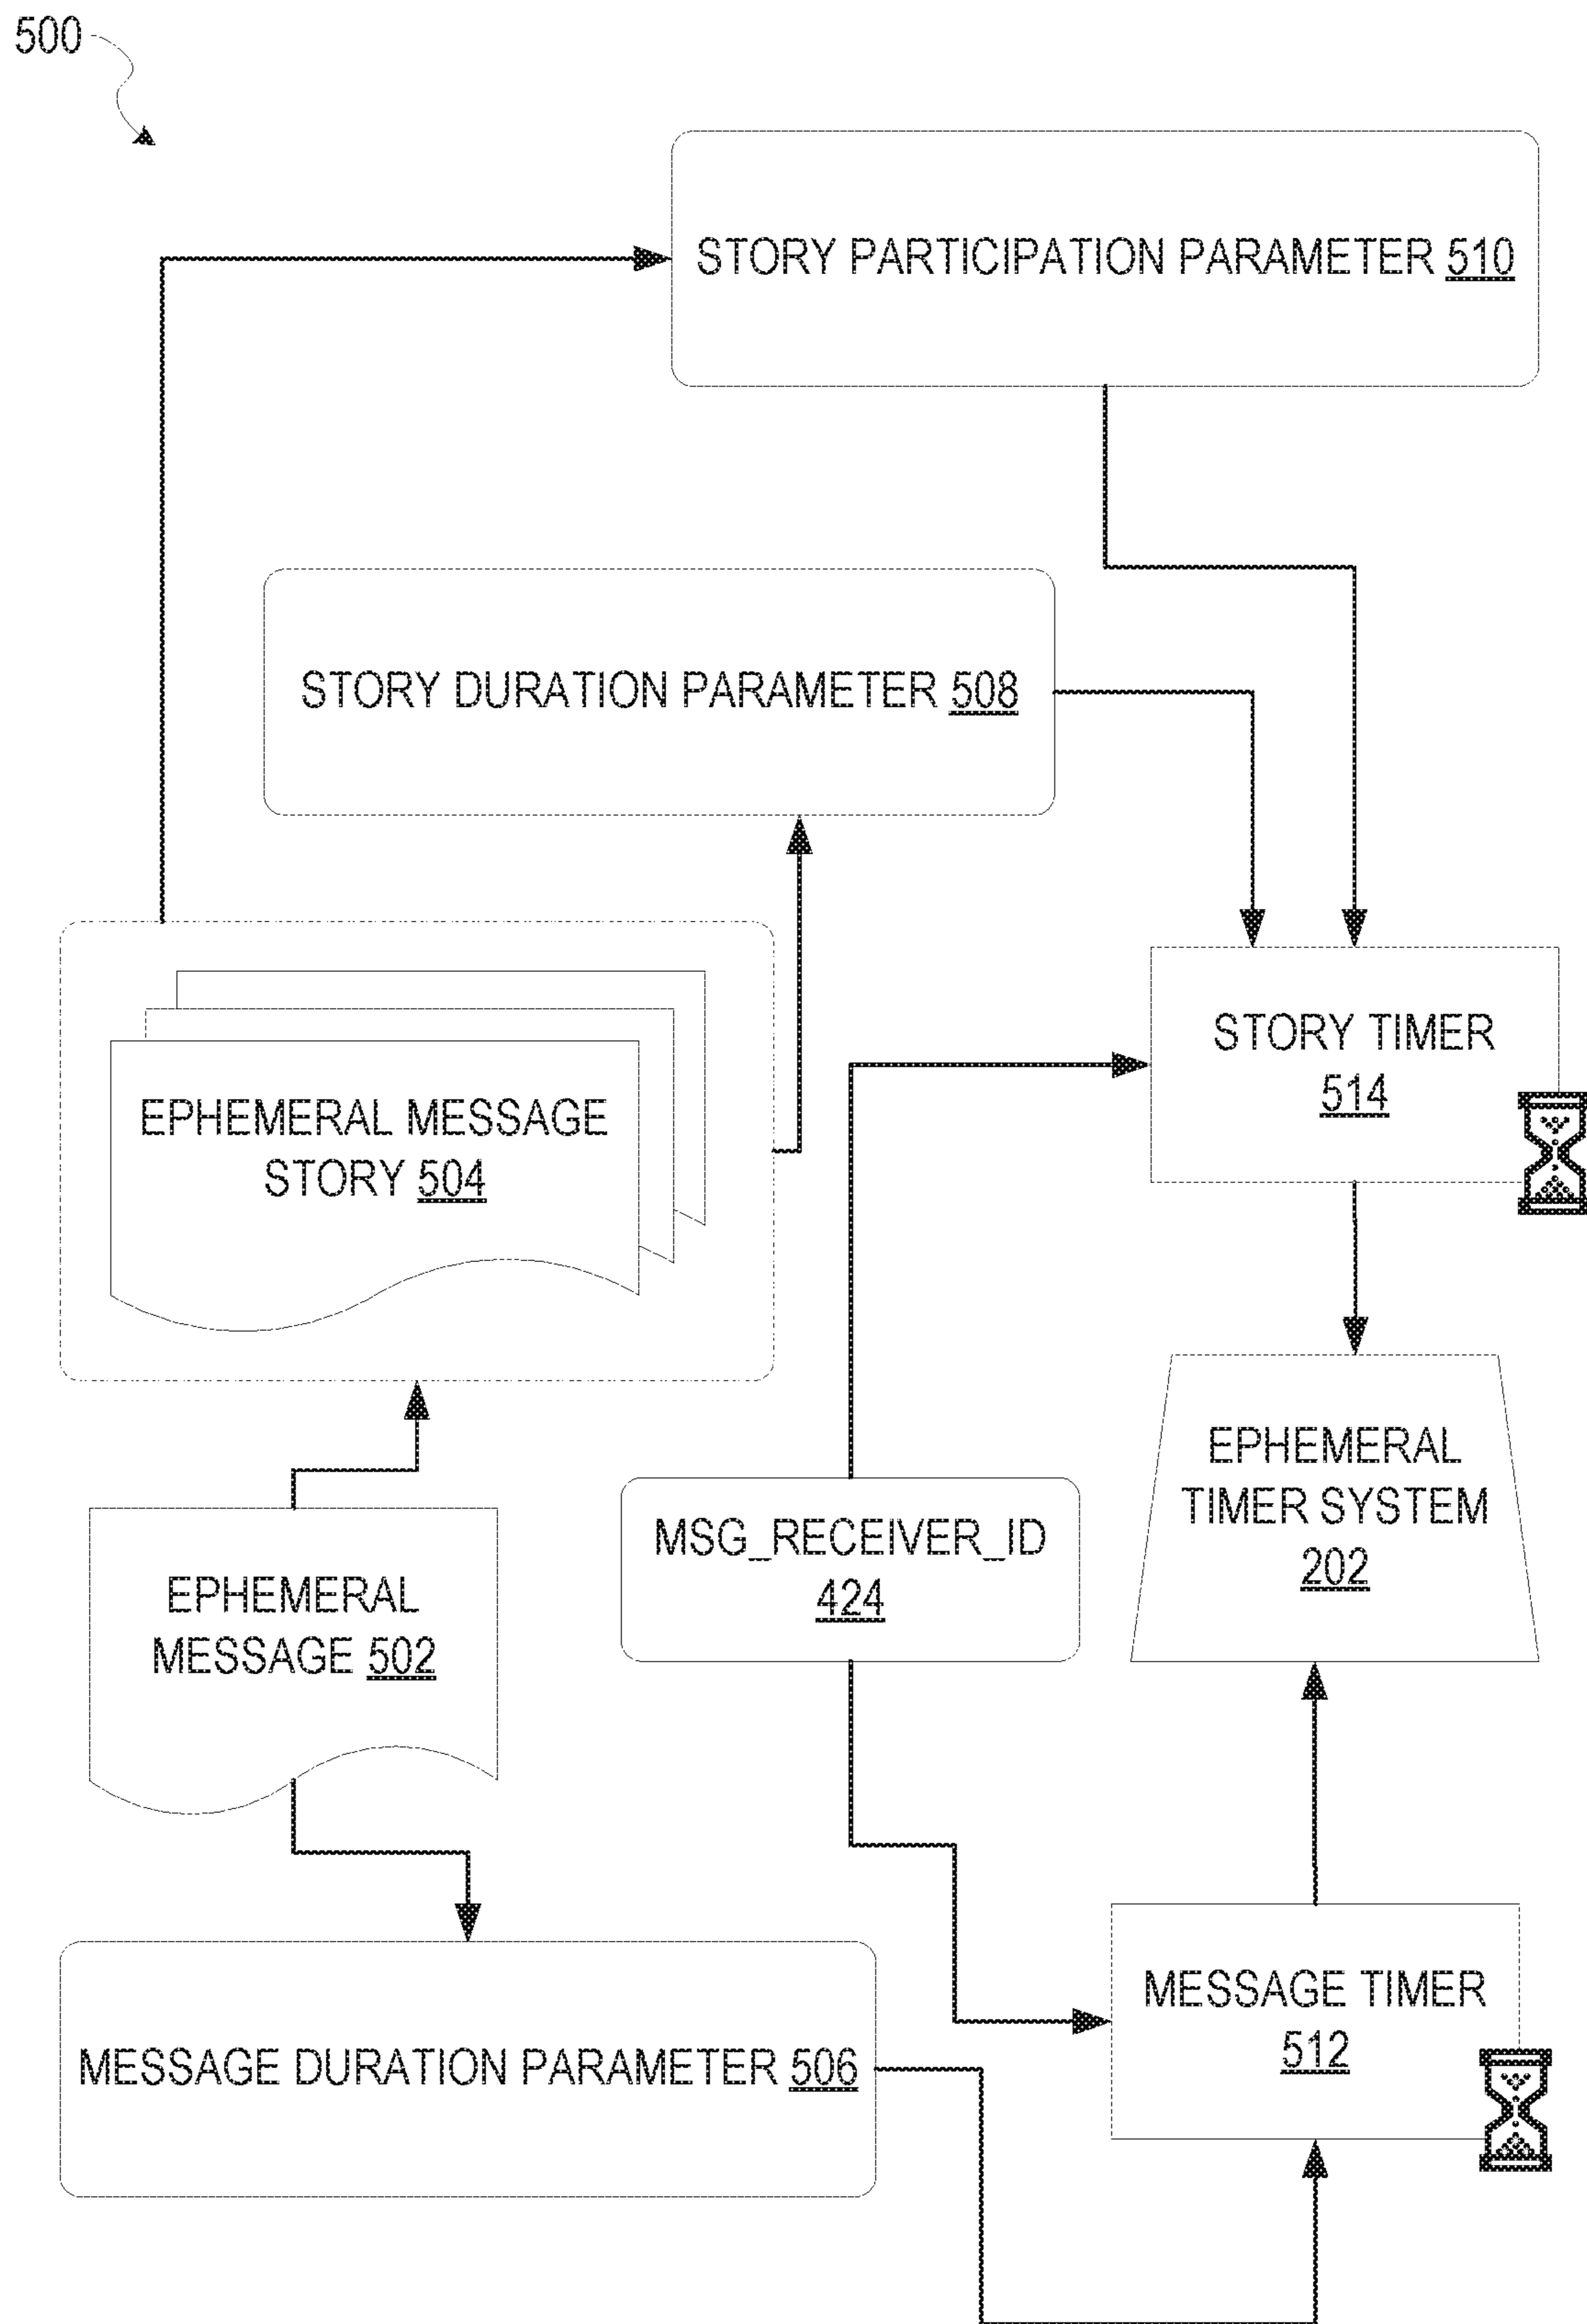 500
STORY PARTICIPATION PARAMETER 510
STORY DURATION PARAMETER 508
STORY TIMER
514
EPHEMERAL MESSAGE
STORY 504
EPHEMERAL
TIMER SYSTEM
202
MSG_RECEIVER_ID
424
EPHEMERAL
MESSAGE 502
MESSAGE TIMER
512
MESSAGE DURATION PARAMETER 506